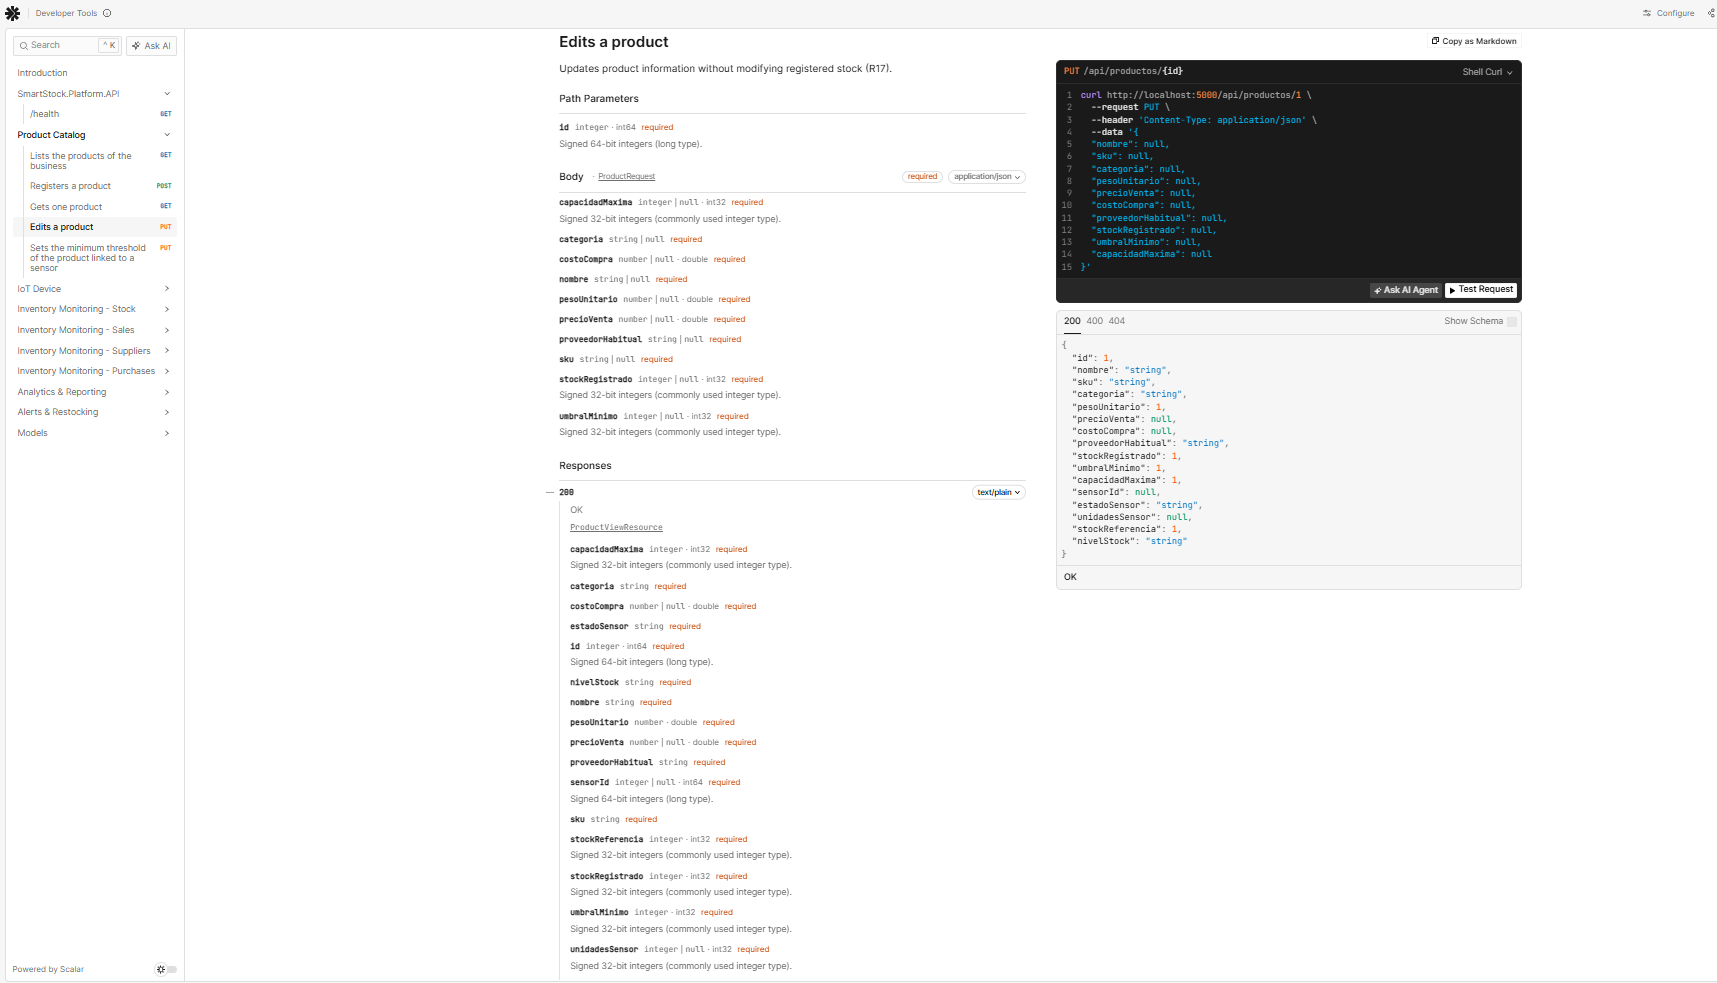 Developer Tools
Configure
Search
^ K
Ask AI
Introduction
SmartStock.Platform.API
/health GET
Product Catalog
Lists the products of the business GET
Registers a product POST
Gets one product GET
Edits a product PUT
Sets the minimum threshold of the product linked to a sensor PUT
IoT Device
Inventory Monitoring - Stock
Inventory Monitoring - Sales
Inventory Monitoring - Suppliers
Inventory Monitoring - Purchases
Analytics & Reporting
Alerts & Restocking
Models
Powered by Scalar
Edits a product
Copy as Markdown
Updates product information without modifying registered stock (R17).
Path Parameters
id integer · int64 required
Signed 64-bit integers (long type).
Body · ProductRequest required application/json
capacidadMaxima integer | null · int32 required
Signed 32-bit integers (commonly used integer type).
categoria string | null required
costoCompra number | null · double required
nombre string | null required
pesoUnitario number | null · double required
precioVenta number | null · double required
proveedorHabitual string | null required
sku string | null required
stockRegistrado integer | null · int32 required
Signed 32-bit integers (commonly used integer type).
umbralMinimo integer | null · int32 required
Signed 32-bit integers (commonly used integer type).
Responses
200 text/plain
OK
ProductViewResource
capacidadMaxima integer · int32 required
Signed 32-bit integers (commonly used integer type).
categoria string required
costoCompra number | null · double required
estadoSensor string required
id integer · int64 required
Signed 64-bit integers (long type).
nivelStock string required
nombre string required
pesoUnitario number · double required
precioVenta number | null · double required
proveedorHabitual string required
sensorId integer | null · int64 required
Signed 64-bit integers (long type).
sku string required
stockReferencia integer · int32 required
Signed 32-bit integers (commonly used integer type).
stockRegistrado integer · int32 required
Signed 32-bit integers (commonly used integer type).
umbralMinimo integer · int32 required
Signed 32-bit integers (commonly used integer type).
unidadesSensor integer | null · int32 required
Signed 32-bit integers (commonly used integer type).
PUT /api/productos/{id} Shell Curl
1 curl http://localhost:5000/api/productos/1 \
2 --request PUT \
3 --header 'Content-Type: application/json' \
4 --data '{
5 "nombre": null,
6 "sku": null,
7 "categoria": null,
8 "pesoUnitario": null,
9 "precioVenta": null,
10 "costoCompra": null,
11 "proveedorHabitual": null,
12 "stockRegistrado": null,
13 "umbralMinimo": null,
14 "capacidadMaxima": null
15 }'
Ask AI Agent
Test Request
200 400 404 Show Schema
{
"id": 1,
"nombre": "string",
"sku": "string",
"categoria": "string",
"pesoUnitario": 1,
"precioVenta": null,
"costoCompra": null,
"proveedorHabitual": "string",
"stockRegistrado": 1,
"umbralMinimo": 1,
"capacidadMaxima": 1,
"sensorId": null,
"estadoSensor": "string",
"unidadesSensor": null,
"stockReferencia": 1,
"nivelStock": "string"
}
OK